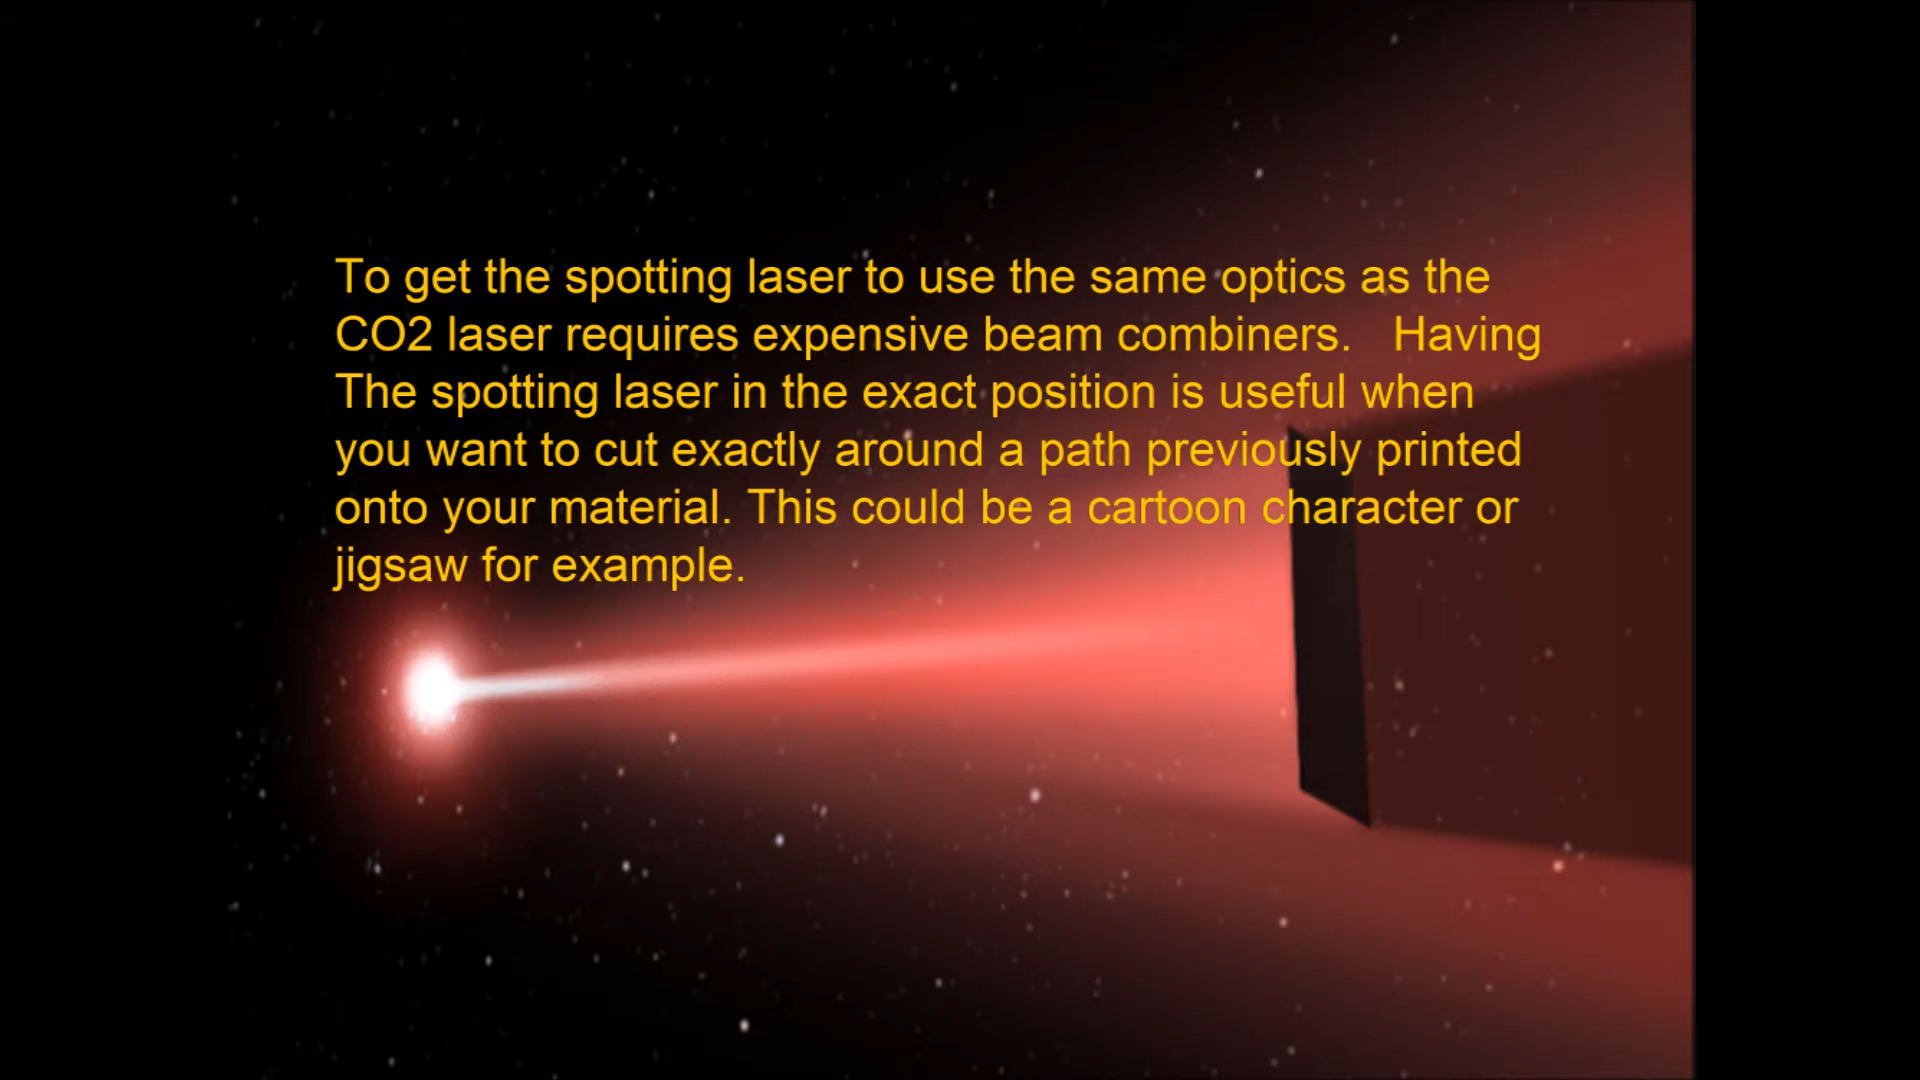 To get the spotting laser to use the same optics as the
CO2 laser requires expensive beam combiners.   Having
The spotting laser in the exact position is useful when
you want to cut exactly around a path previously printed
onto your material. This could be a cartoon character or
jigsaw for example.